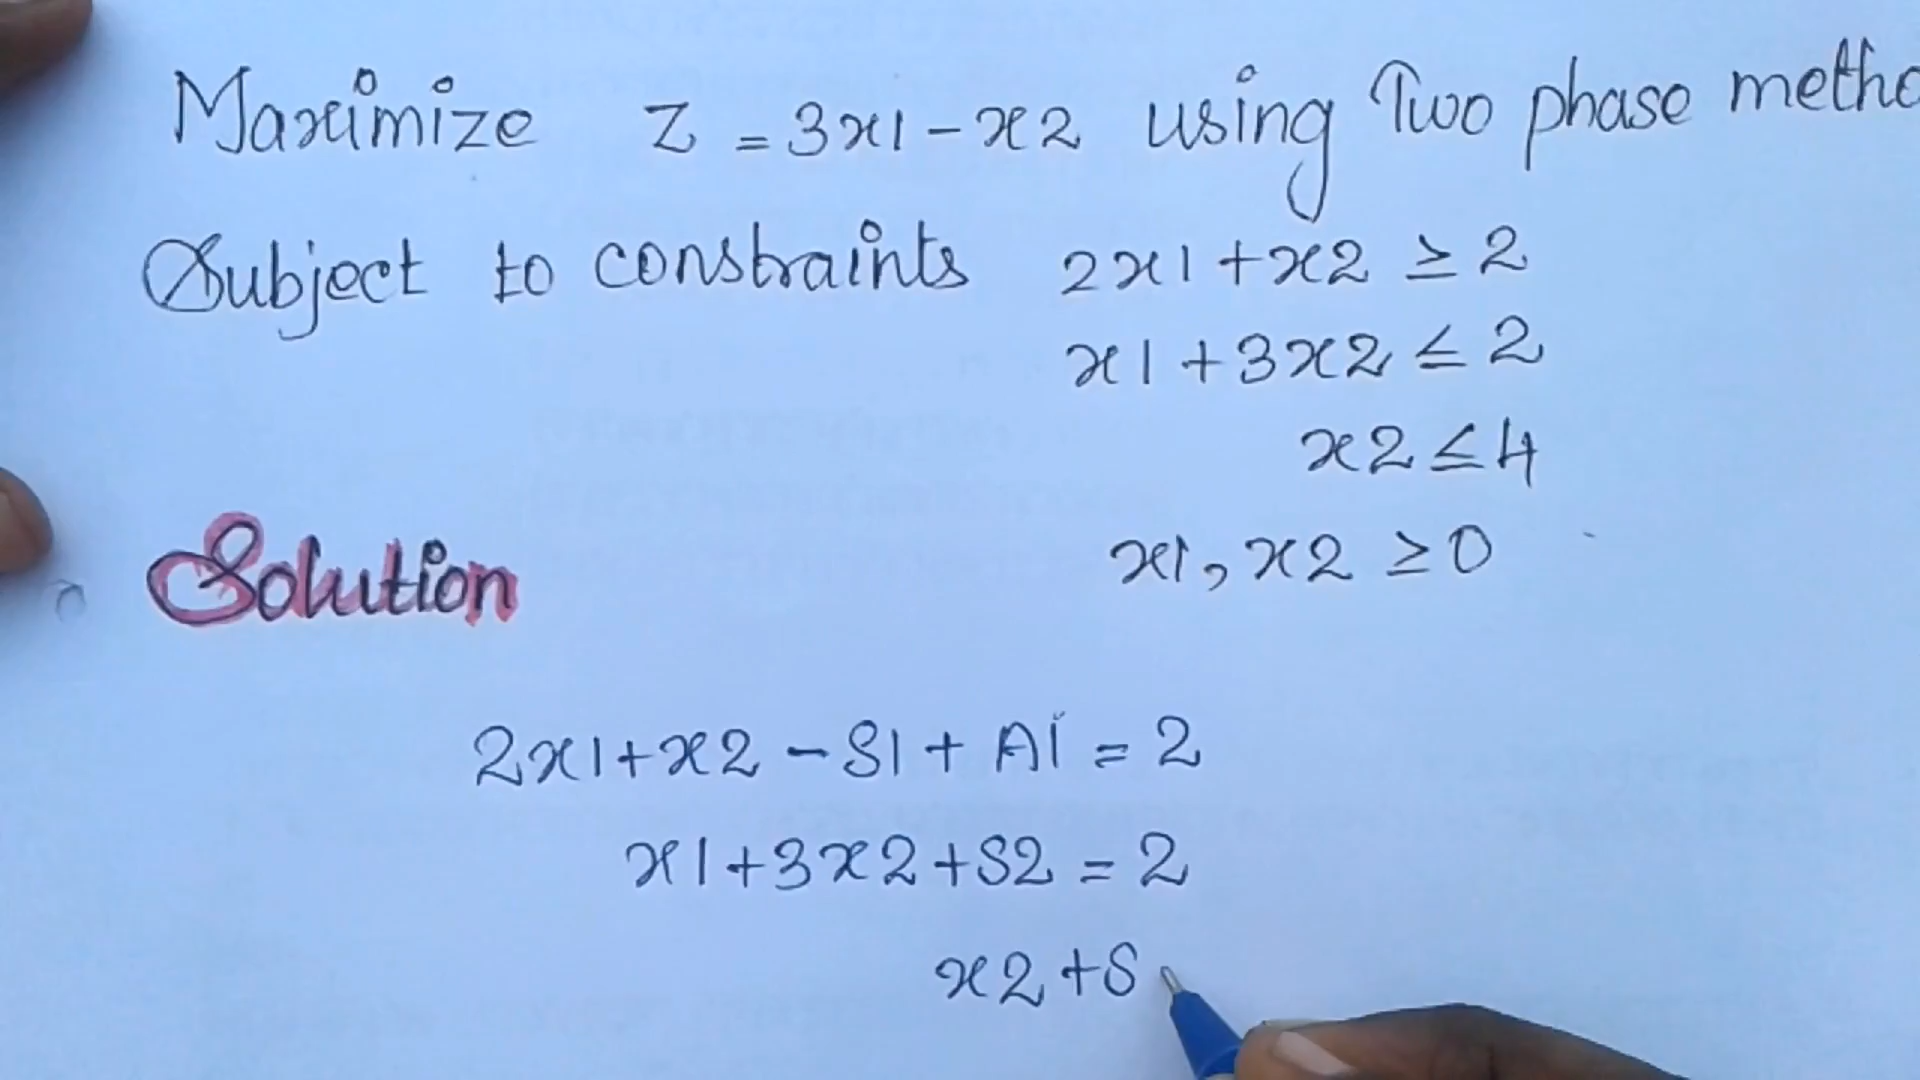 Maximize Z = 3x1 - x2 using Two phase metho
Subject to constraints 2x1 + x2 ≥ 2
x1 + 3x2 ≤ 2
x2 ≤ 4
x1, x2 ≥ 0
Solution
2x1 + x2 - S1 + A1 = 2
x1 + 3x2 + S2 = 2
x2 + S